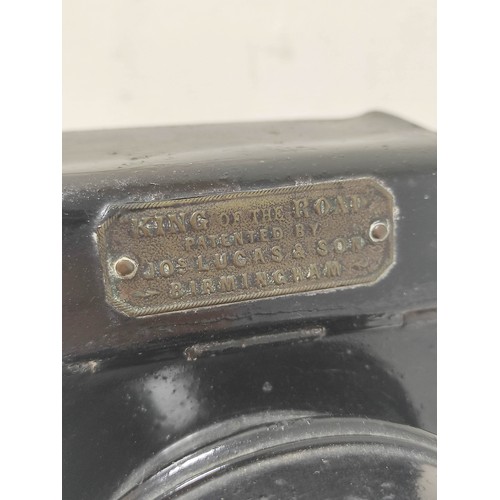 KING OF THE ROAD
PATENTED BY
JOS LUCAS & SON
BIRMINGHAM